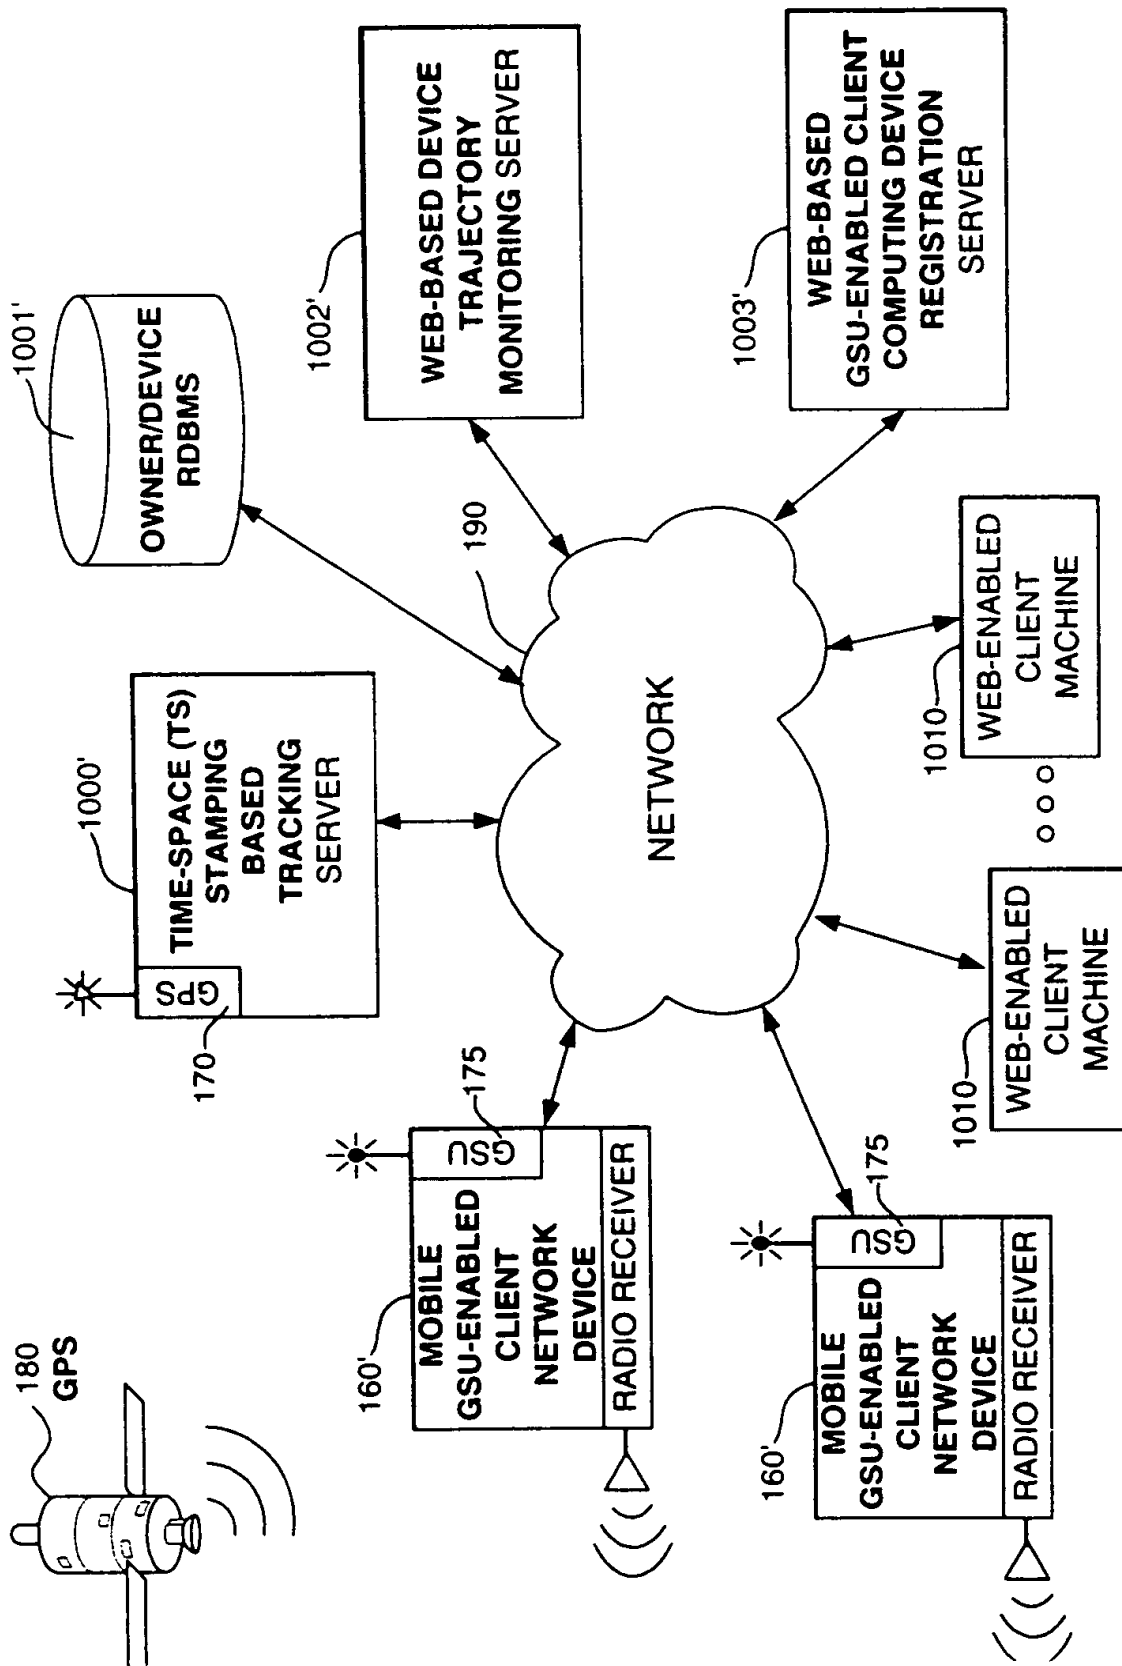 180
GPS
1000'
TIME-SPACE (TS)
STAMPING
BASED
TRACKING
SERVER
GPS
170
1001'
OWNER/DEVICE
RDBMS
160'
MOBILE
GSU-ENABLED
CLIENT
NETWORK
DEVICE
GSU
175
RADIO RECEIVER
190
NETWORK
1002'
WEB-BASED DEVICE
TRAJECTORY
MONITORING SERVER
160'
MOBILE
GSU-ENABLED
CLIENT
NETWORK
DEVICE
GSU
175
RADIO RECEIVER
1010
WEB-ENABLED
CLIENT
MACHINE
1010
WEB-ENABLED
CLIENT
MACHINE
1003'
WEB-BASED
GSU-ENABLED CLIENT
COMPUTING DEVICE
REGISTRATION
SERVER